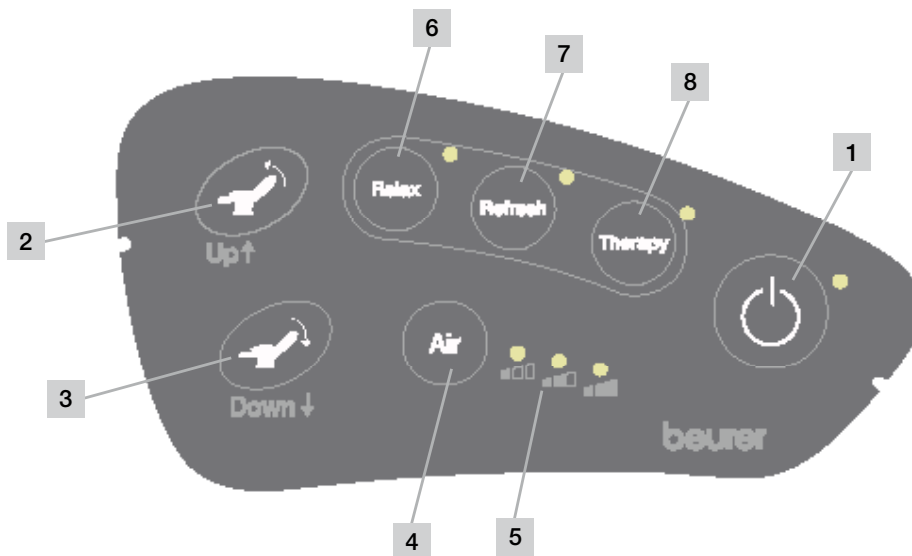 6
7
8
1
Relax
Refresh
Therapy
2
Up↑
Air
3
Down↓
beurer
4
5